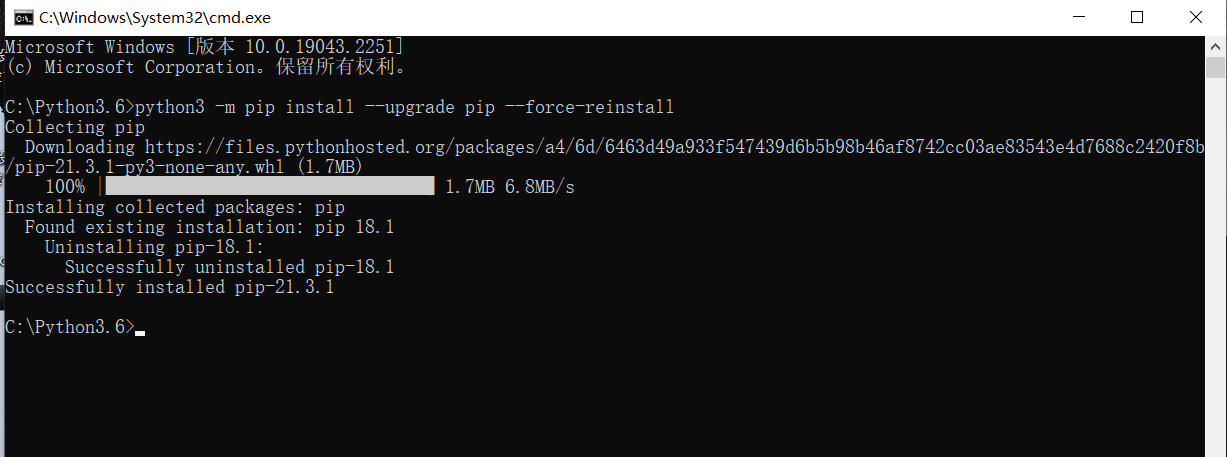 C:\Windows\System32\cmd.exe
Microsoft Windows [版本 10.0.19043.2251]
(c) Microsoft Corporation。保留所有权利。
C:\Python3.6>python3 -m pip install --upgrade pip --force-reinstall
Collecting pip
Downloading https://files.pythonhosted.org/packages/a4/6d/6463d49a933f547439d6b5b98b46af8742cc03ae83543e4d7688c2420f8b
/pip-21.3.1-py3-none-any.whl (1.7MB)
100% |████████████████████████████████| 1.7MB 6.8MB/s
Installing collected packages: pip
Found existing installation: pip 18.1
Uninstalling pip-18.1:
Successfully uninstalled pip-18.1
Successfully installed pip-21.3.1
C:\Python3.6>